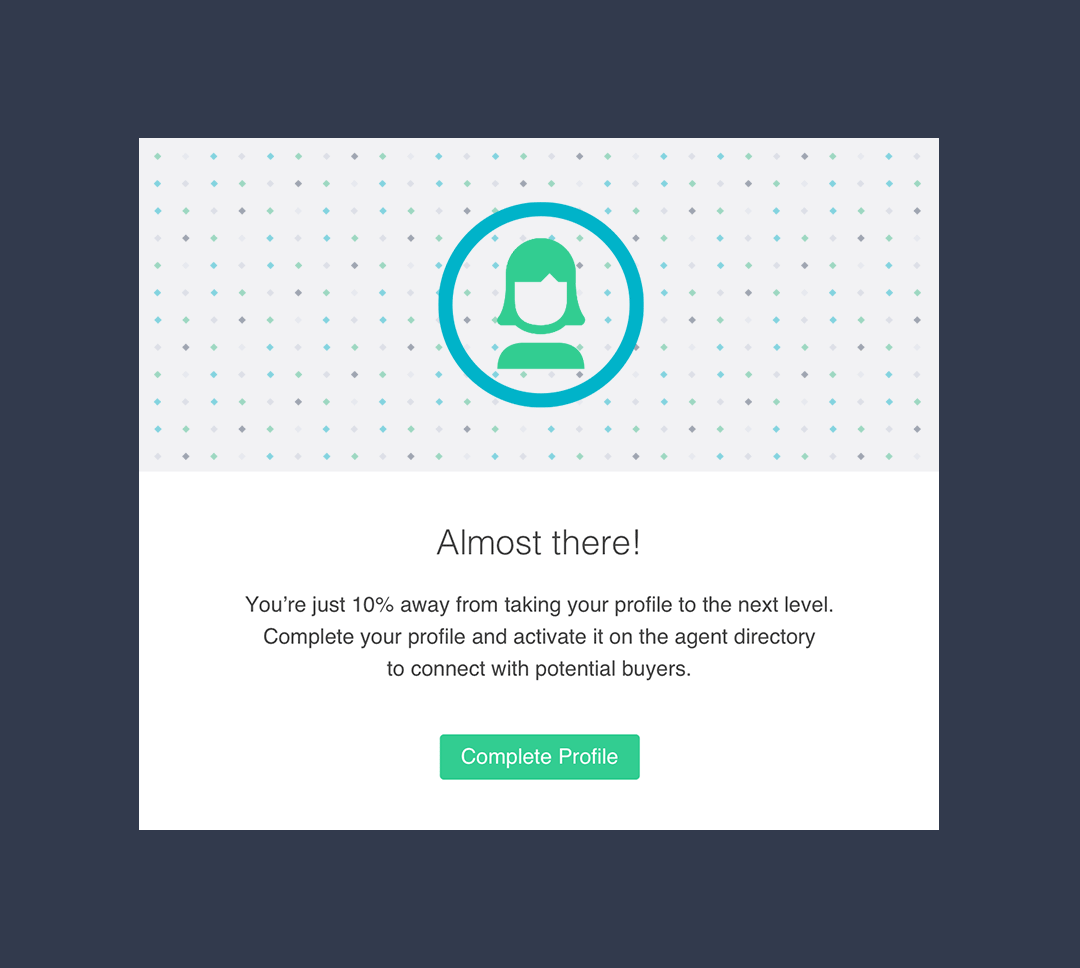 Almost there!
You’re just 10% away from taking your profile to the next level.
Complete your profile and activate it on the agent directory
to connect with potential buyers.
Complete Profile